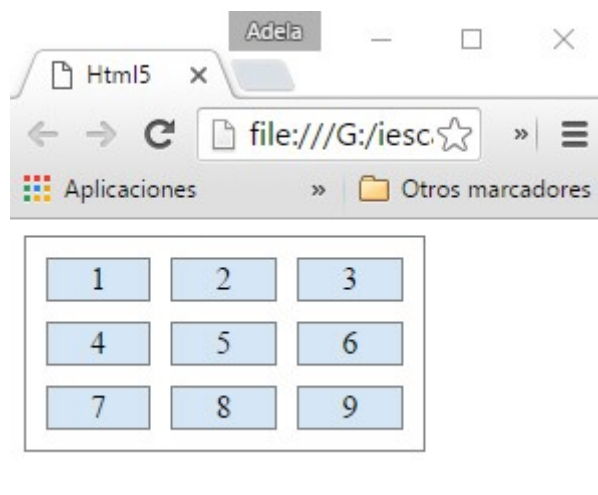 Adela
Html5
file:///G:/iesc
Aplicaciones » Otros marcadores
1 2 3
4 5 6
7 8 9